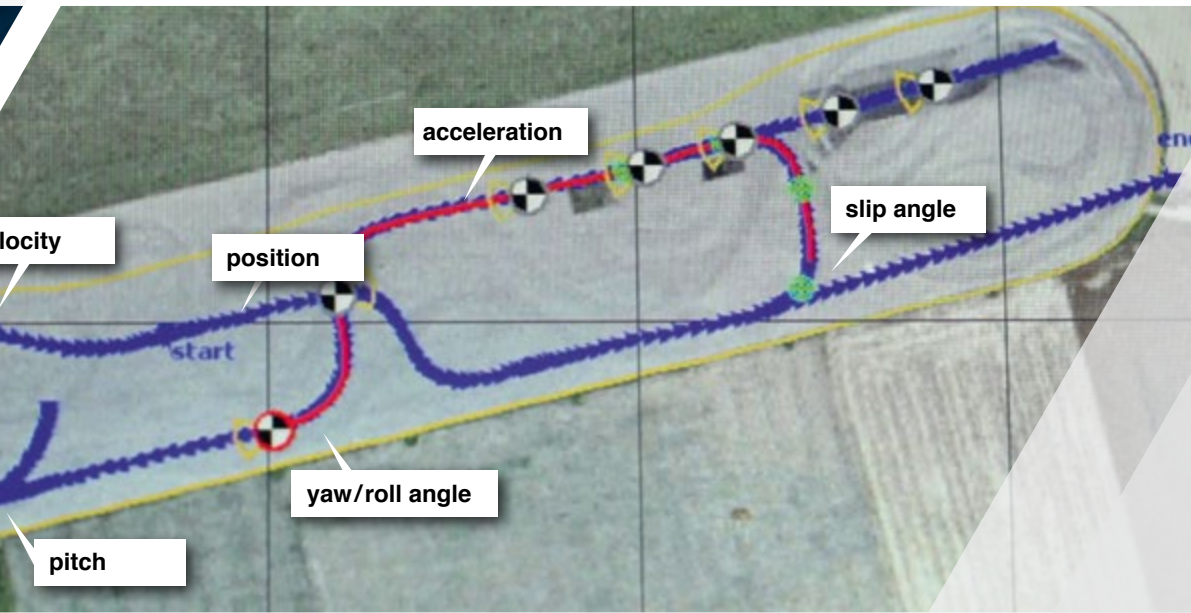 acceleration
slip angle
locity
position
start
yaw/roll angle
pitch